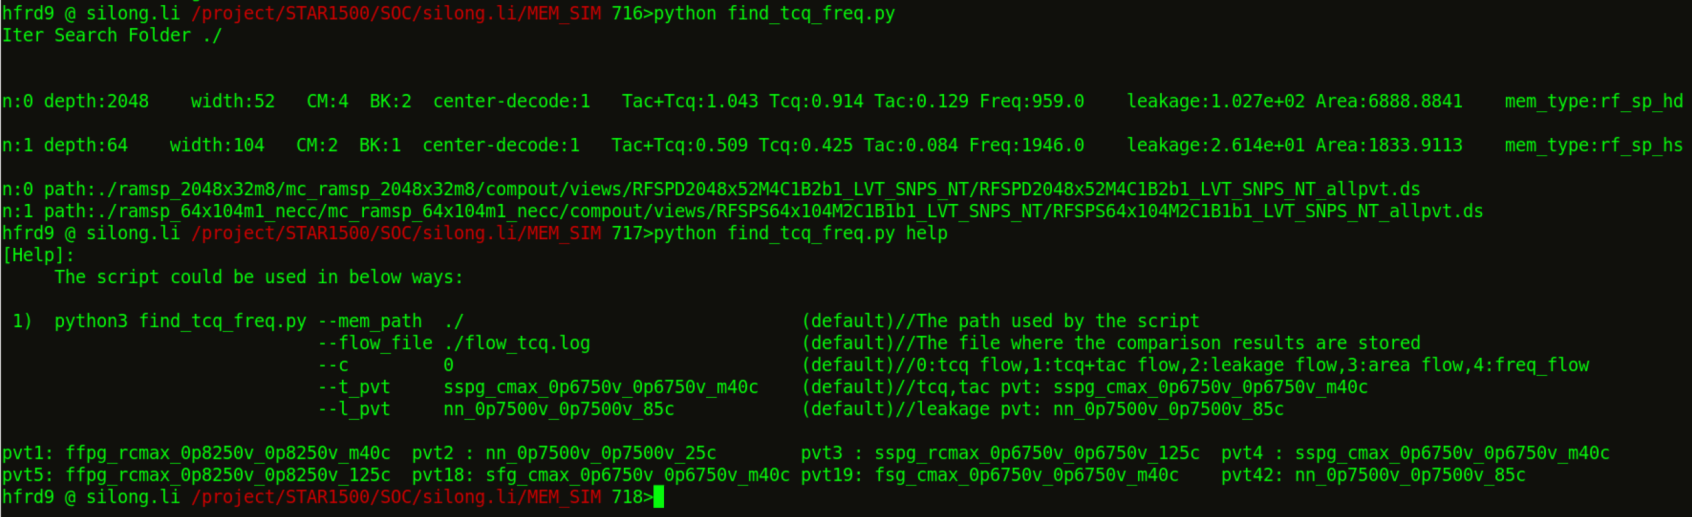 hfrd9 @ silong.li /project/STAR1500/SOC/silong.li/MEM_SIM 716>python find_tcq_freq.py
Iter Search Folder ./
n:0 depth:2048    width:52   CM:4  BK:2  center-decode:1   Tac+Tcq:1.043 Tcq:0.914 Tac:0.129 Freq:959.0    leakage:1.027e+02 Area:6888.8841    mem_type:rf_sp_hd
n:1 depth:64    width:104  CM:2  BK:1  center-decode:1   Tac+Tcq:0.509 Tcq:0.425 Tac:0.084 Freq:1946.0    leakage:2.614e+01 Area:1833.9113    mem_type:rf_sp_hs
n:0 path:./ramsp_2048x32m8/mc_ramsp_2048x32m8/compout/views/RFSPD2048x52M4C1B2b1_LVT_SNPS_NT/RFSPD2048x52M4C1B2b1_LVT_SNPS_NT_allpvt.ds
n:1 path:./ramsp_64x104m1_necc/mc_ramsp_64x104m1_necc/compout/views/RFSPS64x104M2C1B1b1_LVT_SNPS_NT/RFSPS64x104M2C1B1b1_LVT_SNPS_NT_allpvt.ds
hfrd9 @ silong.li /project/STAR1500/SOC/silong.li/MEM_SIM 717>python find_tcq_freq.py help
[Help]:
     The script could be used in below ways:
 1)  python3 find_tcq_freq.py --mem_path  ./                                (default)//The path used by the script
                              --flow_file ./flow_tcq.log                    (default)//The file where the comparison results are stored
                              --c         0                                 (default)//0:tcq flow,1:tcq+tac flow,2:leakage flow,3:area flow,4:freq_flow
                              --t_pvt     sspg_cmax_0p6750v_0p6750v_m40c    (default)//tcq,tac pvt: sspg_cmax_0p6750v_0p6750v_m40c
                              --l_pvt     nn_0p7500v_0p7500v_85c            (default)//leakage pvt: nn_0p7500v_0p7500v_85c
pvt1: ffpg_rcmax_0p8250v_0p8250v_m40c  pvt2 : nn_0p7500v_0p7500v_25c        pvt3 : sspg_rcmax_0p6750v_0p6750v_125c  pvt4 : sspg_cmax_0p6750v_0p6750v_m40c
pvt5: ffpg_rcmax_0p8250v_0p8250v_125c  pvt18: sfg_cmax_0p6750v_0p6750v_m40c pvt19: fsg_cmax_0p6750v_0p6750v_m40c    pvt42: nn_0p7500v_0p7500v_85c
hfrd9 @ silong.li /project/STAR1500/SOC/silong.li/MEM_SIM 718>